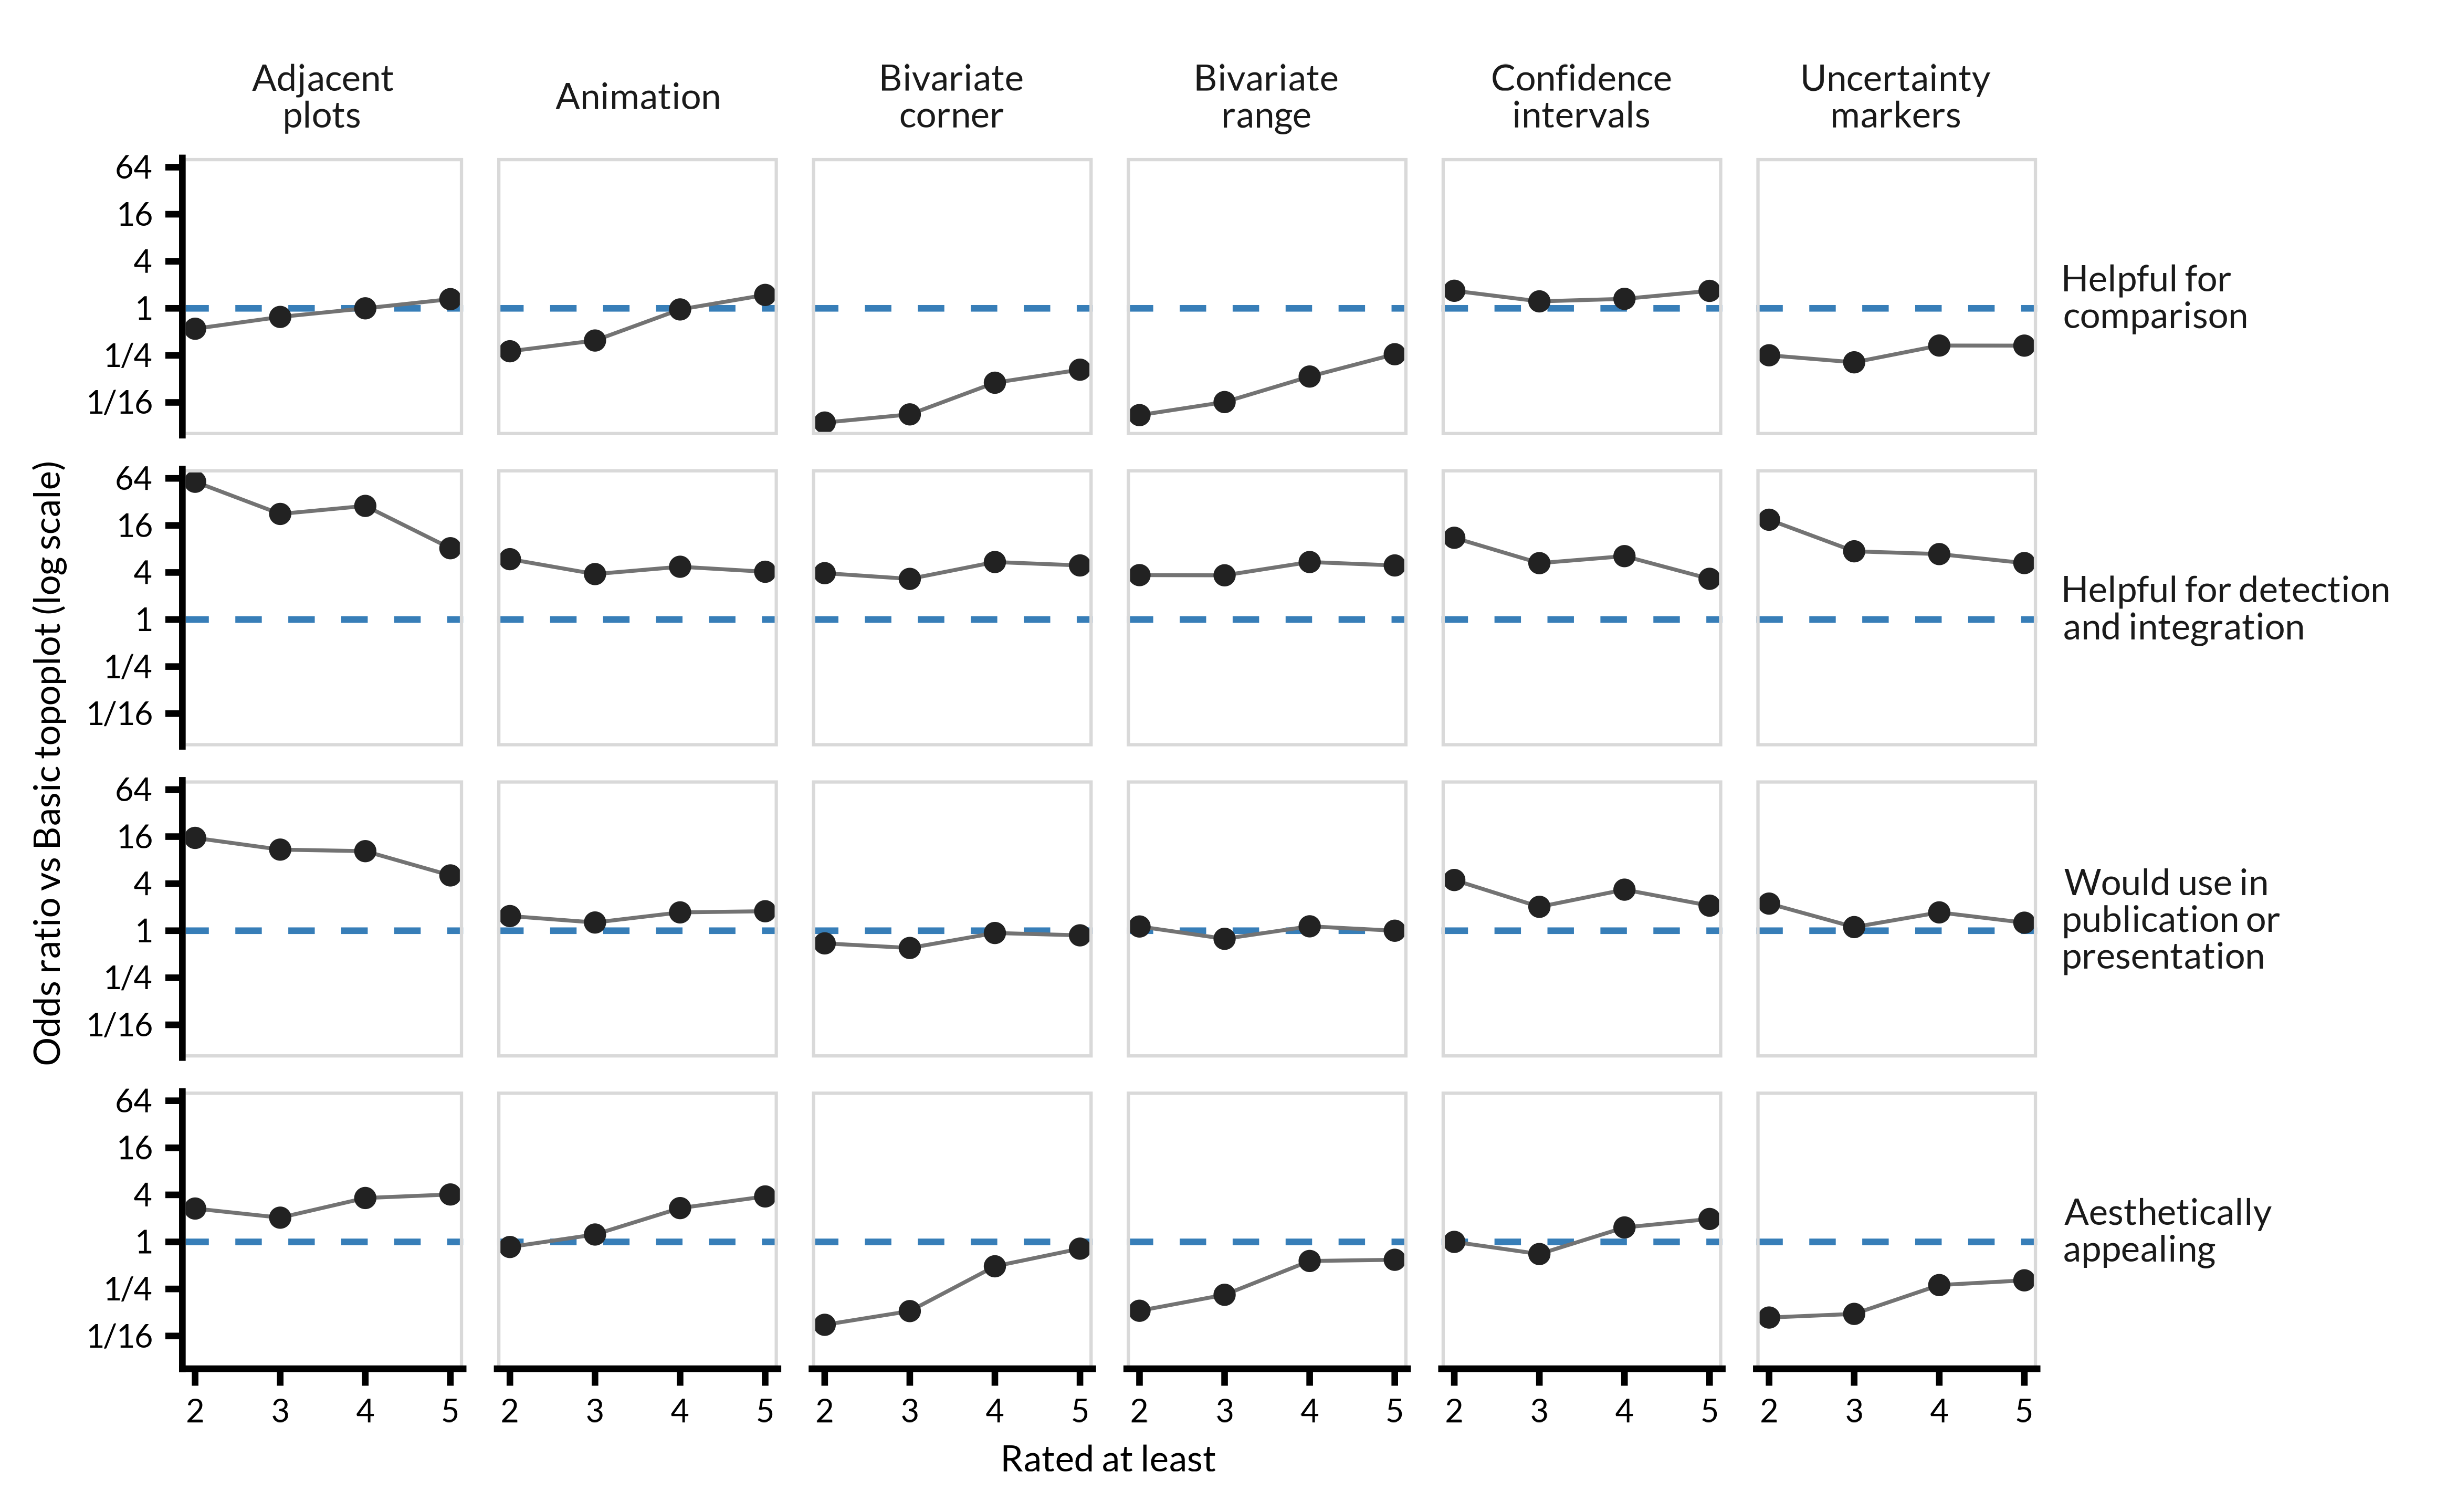 Adjacent
plots
Animation
Bivariate
corner
Bivariate
range
Confidence
intervals
Uncertainty
markers
Odds ratio vs Basic topoplot (log scale)
64
16
4
1
1/4
1/16
Helpful for
comparison
64
16
4
1
1/4
1/16
Helpful for detection
and integration
64
16
4
1
1/4
1/16
Would use in
publication or
presentation
64
16
4
1
1/4
1/16
Aesthetically
appealing
2 3 4 5 2 3 4 5 2 3 4 5 2 3 4 5 2 3 4 5 2 3 4 5
Rated at least